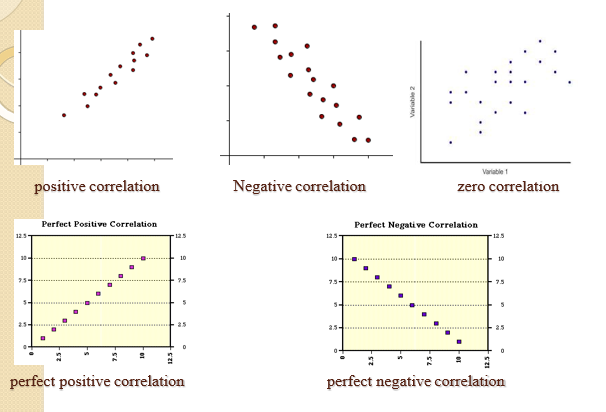 Variable 2
Variable 1
positive correlation
Negative correlation
zero correlation
Perfect Positive Correlation
12.5
12.5
10
10
7.5
7.5
5
5
2.5
2.5
0
0
0 2.5 5 7.5 10 12.5
perfect positive correlation
Perfect Negative Correlation
12.5
12.5
10
10
7.5
7.5
5
5
2.5
2.5
0
0
0 2.5 5 7.5 10 12.5
perfect negative correlation